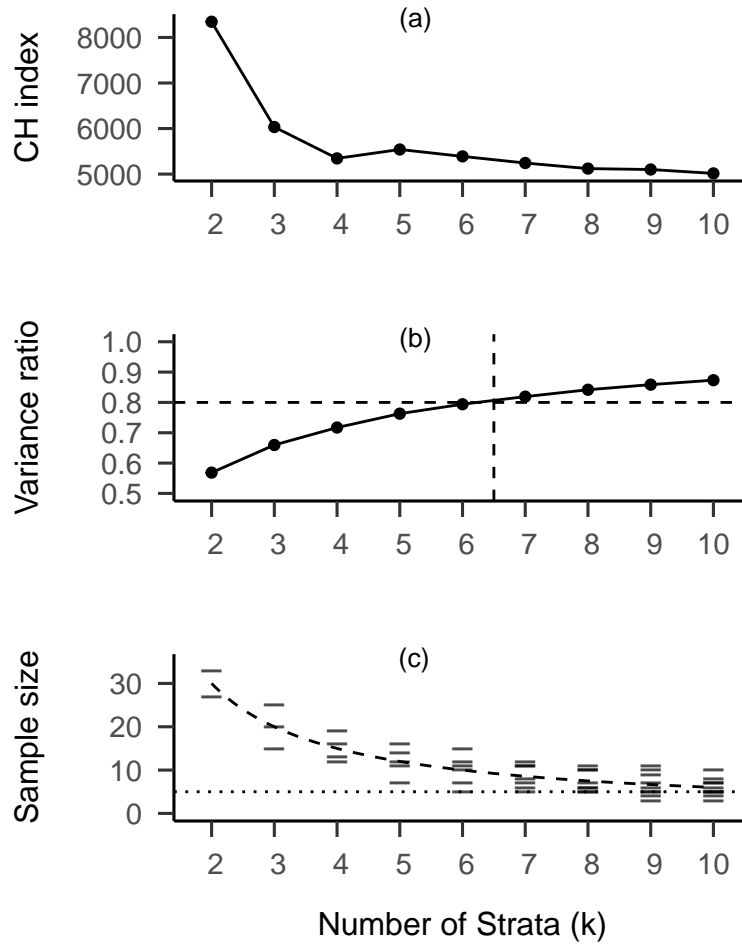 (a)
CH index
8000
7000
6000
5000
2 3 4 5 6 7 8 9 10
(b)
Variance ratio
1.0
0.9
0.8
0.7
0.6
0.5
2 3 4 5 6 7 8 9 10
(c)
Sample size
30
20
10
0
2 3 4 5 6 7 8 9 10
Number of Strata (k)